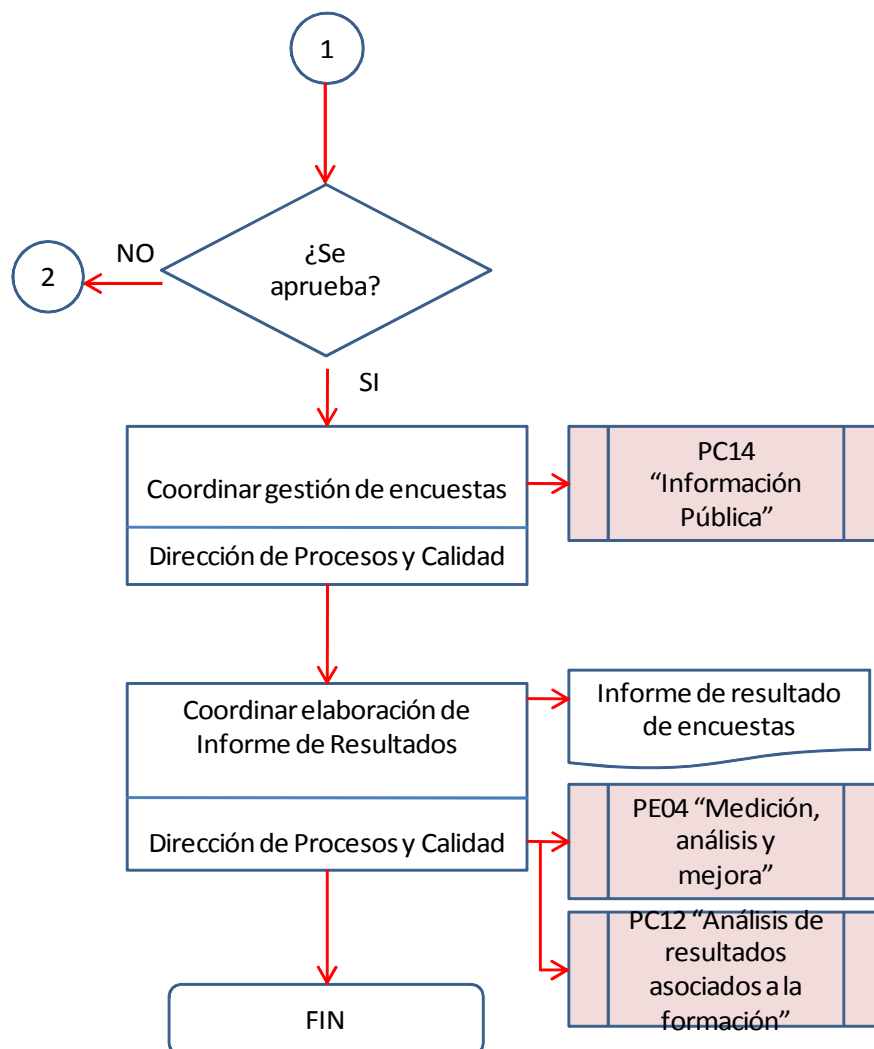 1
¿Se
aprueba?
NO
2
SI
Coordinar gestión de encuestas
Dirección de Procesos y Calidad
PC14
“Información
Pública”
Coordinar elaboración de
Informe de Resultados
Dirección de Procesos y Calidad
Informe de resultado
de encuestas
PE04 “Medición,
análisis y
mejora”
PC12 “Análisis de
resultados
asociados a la
formación”
FIN